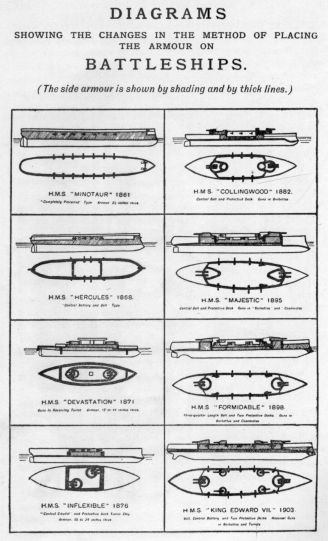 DIAGRAMS
SHOWING THE CHANGES IN THE METHOD OF PLACING
THE ARMOUR ON
BATTLESHIPS.
(The side armour is shown by shading and by thick lines.)
H.M.S. "MINOTAUR" 1861
"Completely Protected" Type Armour 5½ inches thick
H.M.S. "HERCULES" 1868.
"Central Battery and Belt" Type
H.M.S. "DEVASTATION" 1871
Guns in Revolving Turret Armour, 12 to 14 inches thick
H.M.S. "INFLEXIBLE" 1876
"Central Citadel" and Protective Deck Turret Ship
Armour, 16 to 24 inches thick
H.M.S. "COLLINGWOOD" 1882.
Central Belt and Protective Deck Guns in Barbettes
H.M.S. "MAJESTIC" 1895
Central Belt and Protective Deck Guns in "Barbettes" and "Casemates"
H.M.S. "FORMIDABLE" 1898
Three-quarter Length Belt and Two Protective Decks Guns in
Barbettes and Casemates
H.M.S. "KING EDWARD VII." 1903.
Belt, Central Battery, and Two Protective Decks
in Barbettes and Turrets